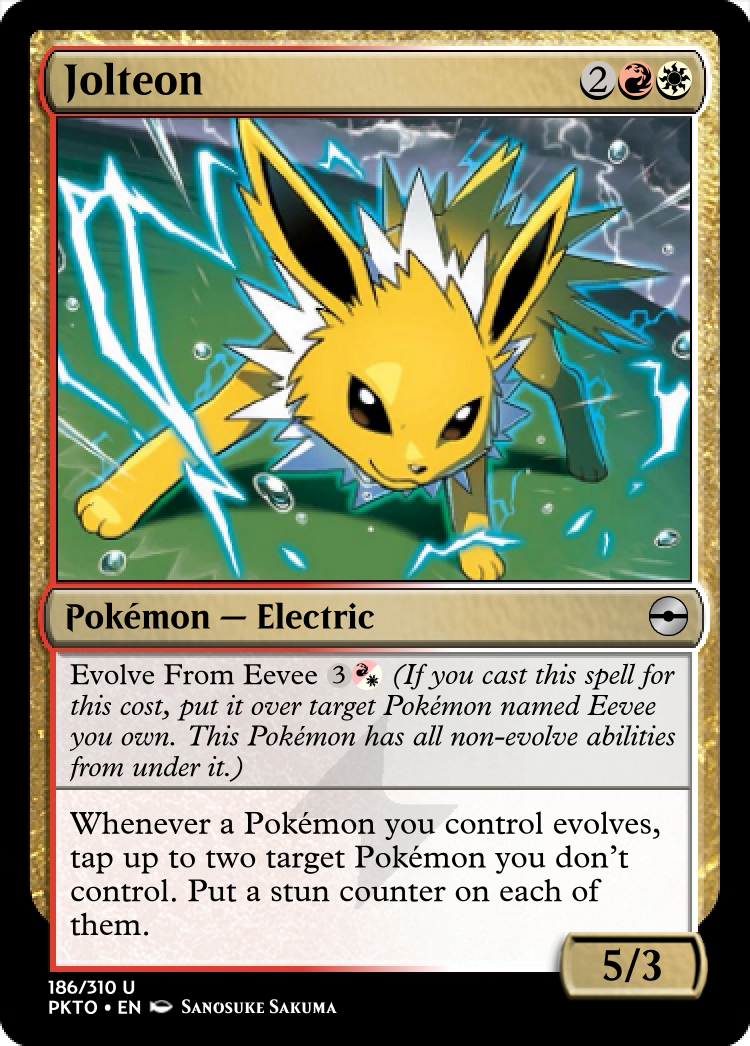 Jolteon 2
Pokémon — Electric
Evolve From Eevee 3 (If you cast this spell for
this cost, put it over target Pokémon named Eevee
you own. This Pokémon has all non-evolve abilities
from under it.)
Whenever a Pokémon you control evolves,
tap up to two target Pokémon you don't
control. Put a stun counter on each of
them.
5/3
186/310 U
PKTO • EN SANOSUKE SAKUMA